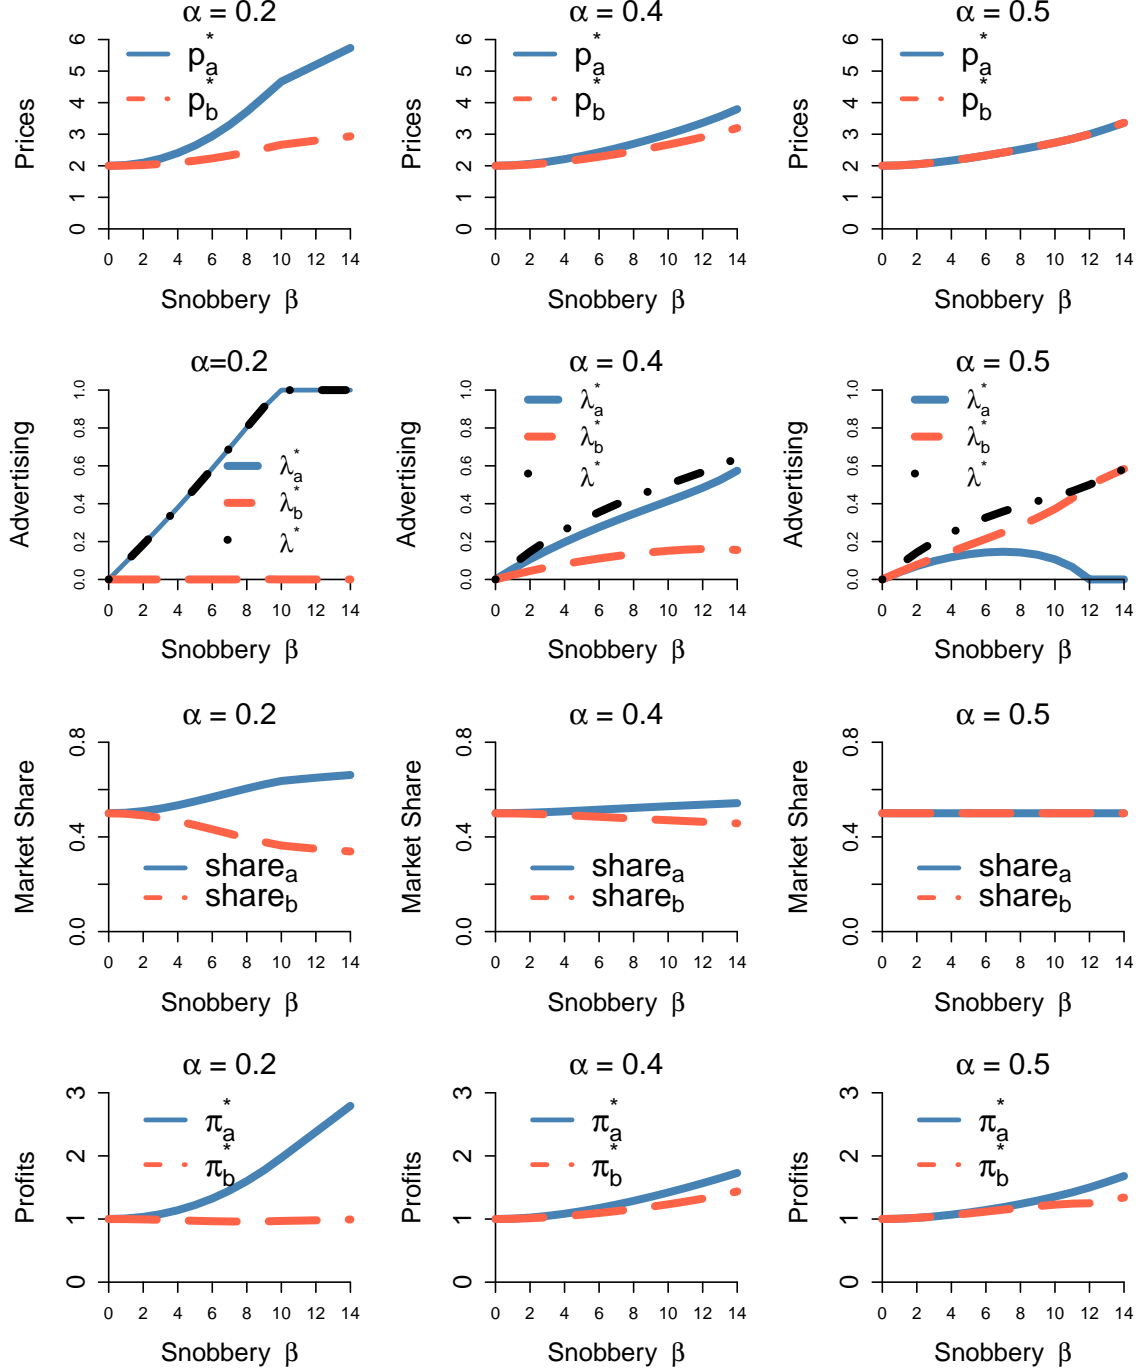 α = 0.2
α = 0.4
α = 0.5
Prices
0 1 2 3 4 5 6
p*a
p*b
0 2 4 6 8 10 12 14
Snobbery β
Prices
0 1 2 3 4 5 6
p*a
p*b
0 2 4 6 8 10 12 14
Snobbery β
Prices
0 1 2 3 4 5 6
p*a
p*b
0 2 4 6 8 10 12 14
Snobbery β
α=0.2
α = 0.4
α = 0.5
Advertising
0.0 0.2 0.4 0.6 0.8 1.0
λ*a
λ*b
λ*
0 2 4 6 8 10 12 14
Snobbery β
Advertising
0.0 0.2 0.4 0.6 0.8 1.0
λ*a
λ*b
λ*
0 2 4 6 8 10 12 14
Snobbery β
Advertising
0.0 0.2 0.4 0.6 0.8 1.0
λ*a
λ*b
λ*
0 2 4 6 8 10 12 14
Snobbery β
α = 0.2
α = 0.4
α = 0.5
Market Share
0.0 0.4 0.8
share a
share b
0 2 4 6 8 10 12 14
Snobbery β
Market Share
0.0 0.4 0.8
share a
share b
0 2 4 6 8 10 12 14
Snobbery β
Market Share
0.0 0.4 0.8
share a
share b
0 2 4 6 8 10 12 14
Snobbery β
α = 0.2
α = 0.4
α = 0.5
Profits
0 1 2 3
π*a
π*b
0 2 4 6 8 10 12 14
Snobbery β
Profits
0 1 2 3
π*a
π*b
0 2 4 6 8 10 12 14
Snobbery β
Profits
0 1 2 3
π*a
π*b
0 2 4 6 8 10 12 14
Snobbery β